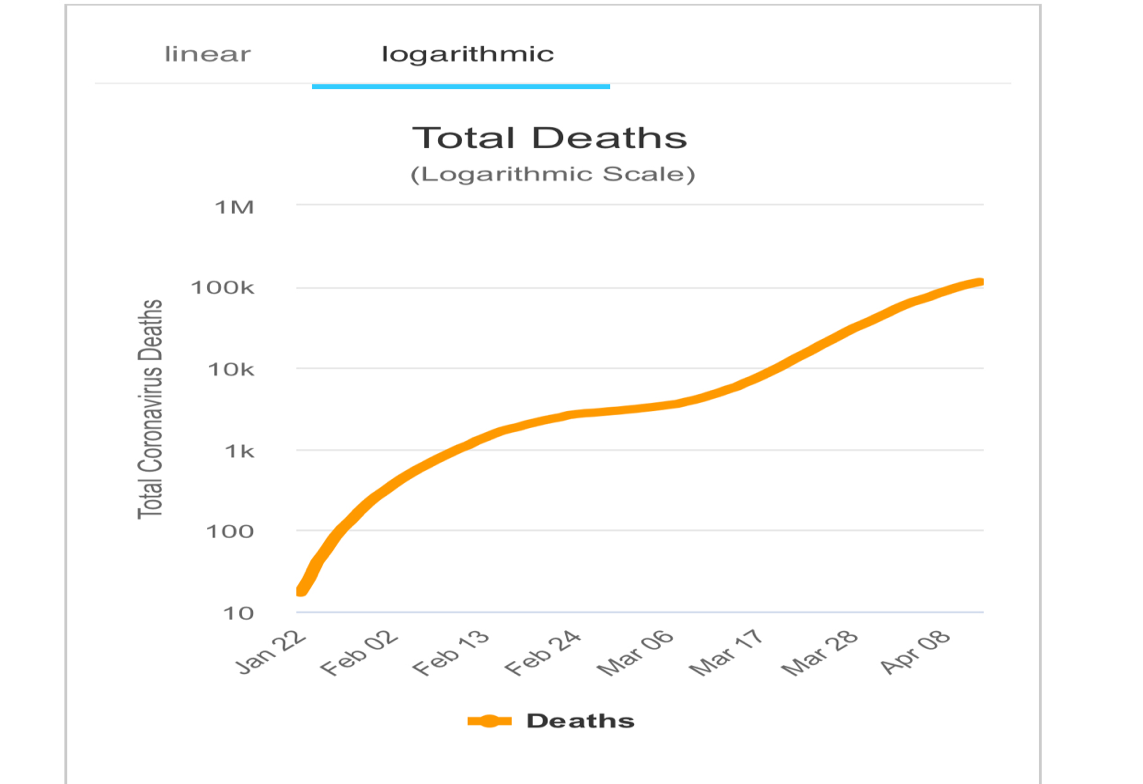 linear logarithmic
Total Deaths
(Logarithmic Scale)
Total Coronavirus Deaths
1M
100k
10k
1k
100
10
Jan 22 Feb 02 Feb 13 Feb 24 Mar 06 Mar 17 Mar 28 Apr 08
Deaths